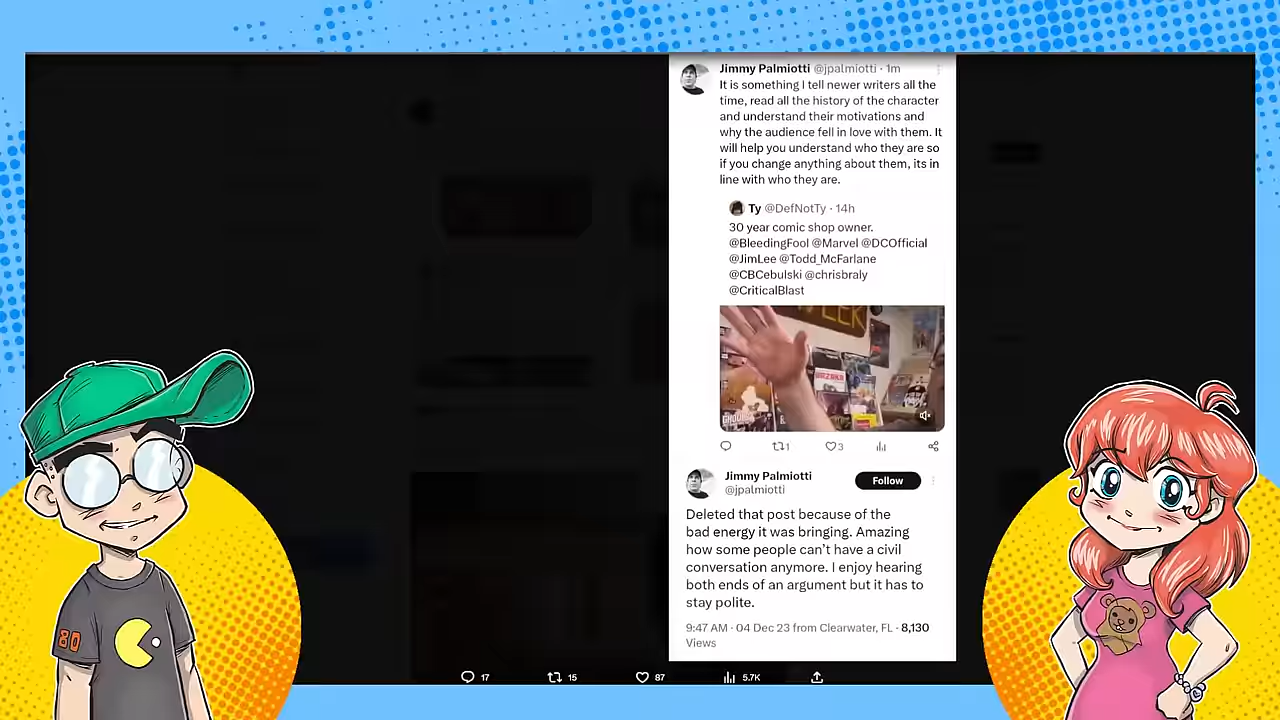 Jimmy Palmiotti @jpalmiotti · 1m
It is something I tell newer writers all the
time, read all the history of the character
and understand their motivations and
why the audience fell in love with them. It
will help you understand who they are so
if you change anything about them, its in
line with who they are.
Ty @DefNotTy · 14h
30 year comic shop owner.
@BleedingFool @Marvel @DCOfficial
@JimLee @Todd_McFarlane
@CBCebulski @chrisbraly
@CriticalBlast
1 3
Jimmy Palmiotti
@jpalmiotti
Follow
Deleted that post because of the
bad energy it was bringing. Amazing
how some people can't have a civil
conversation anymore. I enjoy hearing
both ends of an argument but it has to
stay polite.
9:47 AM · 04 Dec 23 from Clearwater, FL · 8,130
Views
17 15 87 5.7K
80